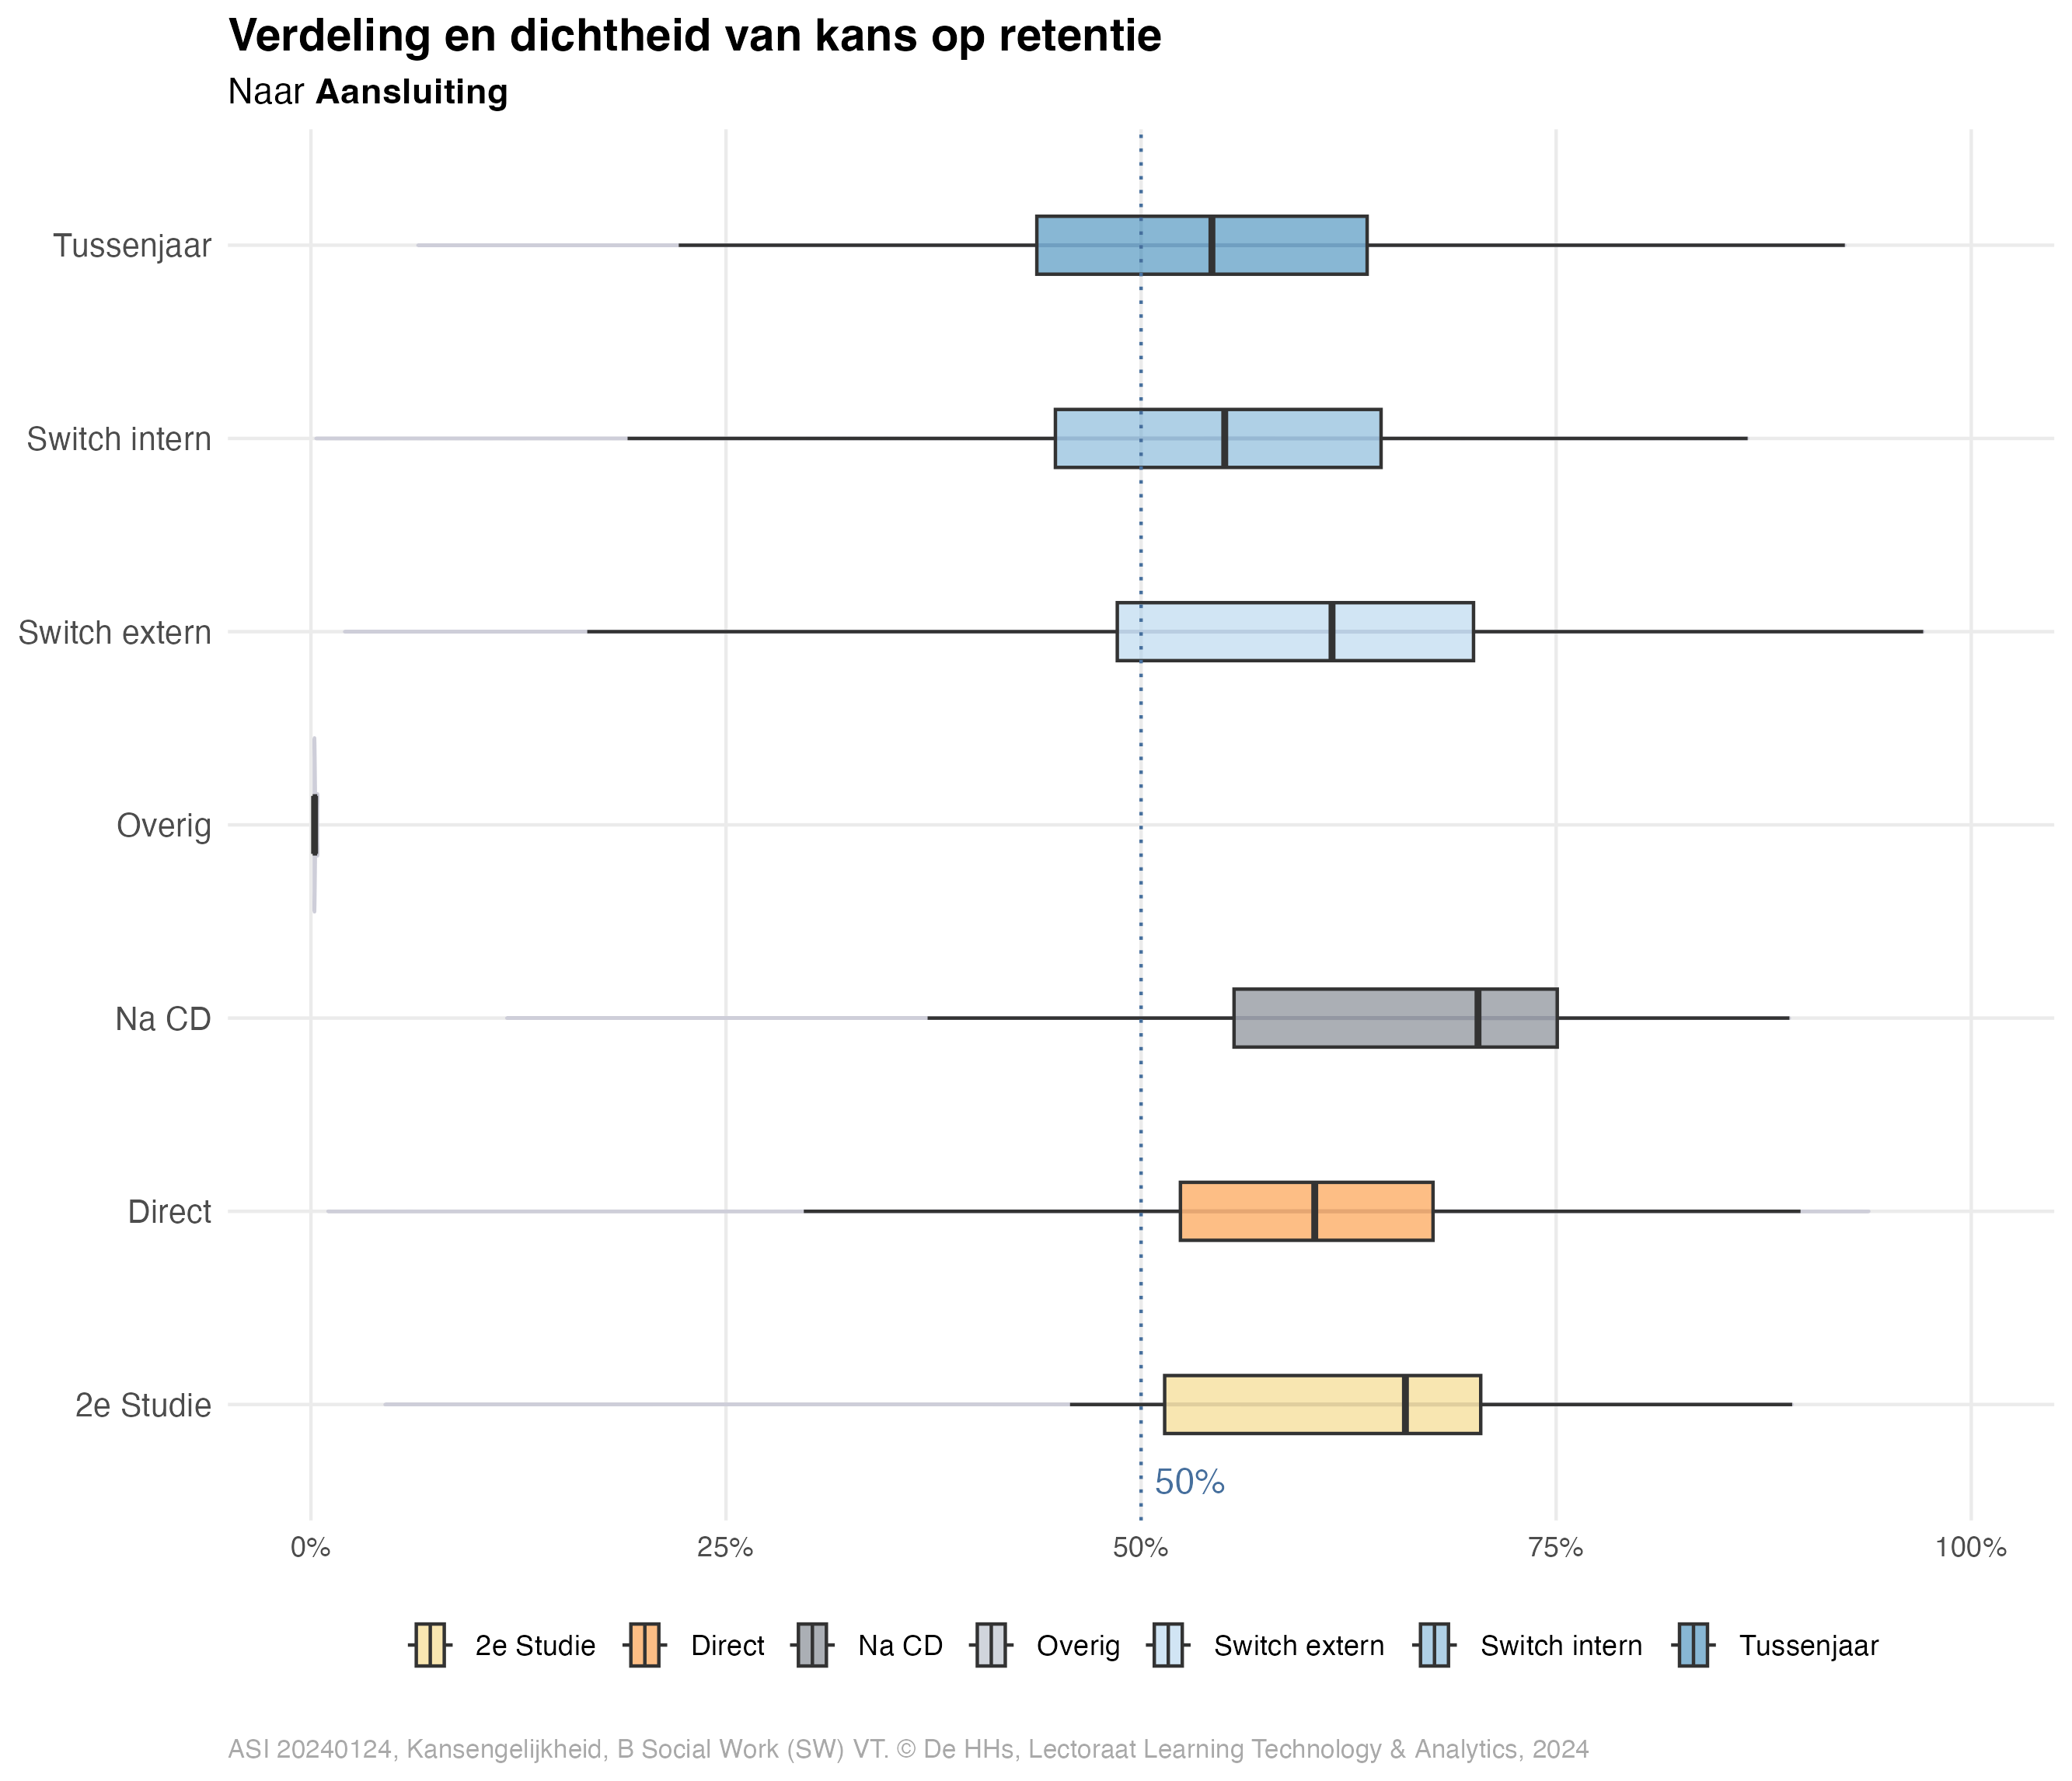 Verdeling en dichtheid van kans op retentie
Naar Aansluiting
Tussenjaar
Switch intern
Switch extern
Overig
Na CD
Direct
2e Studie
50%
0% 25% 50% 75% 100%
2e Studie Direct Na CD Overig Switch extern Switch intern Tussenjaar
ASI 20240124, Kansengelijkheid, B Social Work (SW) VT. © De HHs, Lectoraat Learning Technology & Analytics, 2024